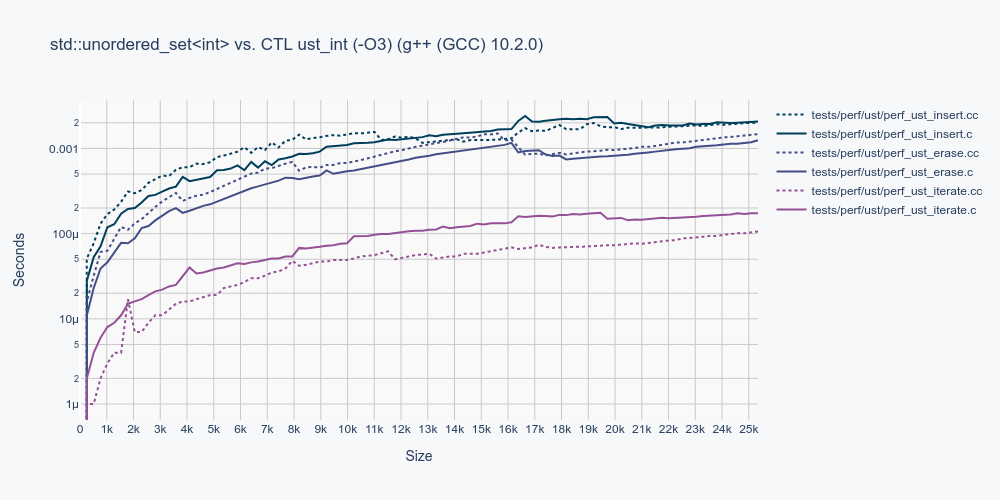 std::unordered_set<int> vs. CTL ust_int (-O3) (g++ (GCC) 10.2.0)
2
0.001
5
2
100μ
5
2
10μ
5
2
1μ
Seconds
0 1k 2k 3k 4k 5k 6k 7k 8k 9k 10k 11k 12k 13k 14k 15k 16k 17k 18k 19k 20k 21k 22k 23k 24k 25k
Size
tests/perf/ust/perf_ust_insert.cc
tests/perf/ust/perf_ust_insert.c
tests/perf/ust/perf_ust_erase.cc
tests/perf/ust/perf_ust_erase.c
tests/perf/ust/perf_ust_iterate.cc
tests/perf/ust/perf_ust_iterate.c